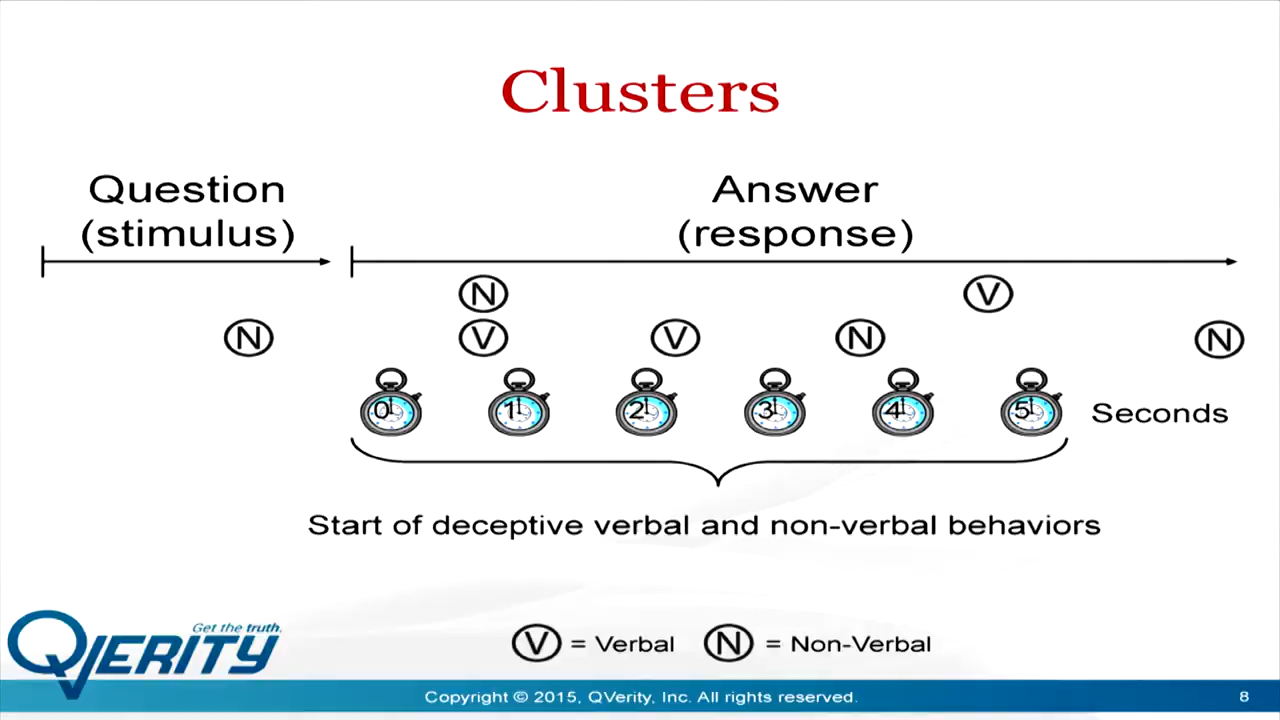 Clusters
Question
(stimulus)
Answer
(response)
N
V
N
V
V
N
N
0 1 2 3 4 5 Seconds
Start of deceptive verbal and non-verbal behaviors
V = Verbal N = Non-Verbal
Get the truth.
QVERITY
Copyright © 2015, QVerity, Inc. All rights reserved.
8